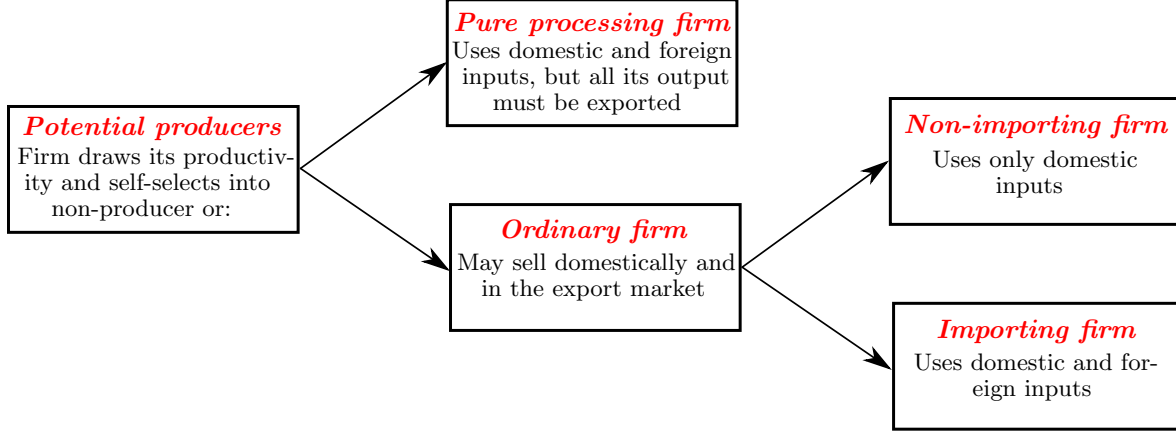 Potential producers
Firm draws its productiv-
ity and self-selects into
non-producer or:
Pure processing firm
Uses domestic and foreign
inputs, but all its output
must be exported
Ordinary firm
May sell domestically and
in the export market
Non-importing firm
Uses only domestic
inputs
Importing firm
Uses domestic and for-
eign inputs